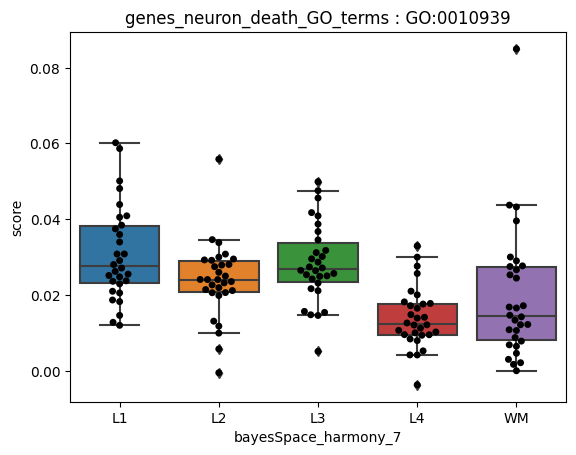 genes_neuron_death_GO_terms : GO:0010939
0.08
0.06
0.04
0.02
0.00
score
L1 L2 L3 L4 WM
bayesSpace_harmony_7